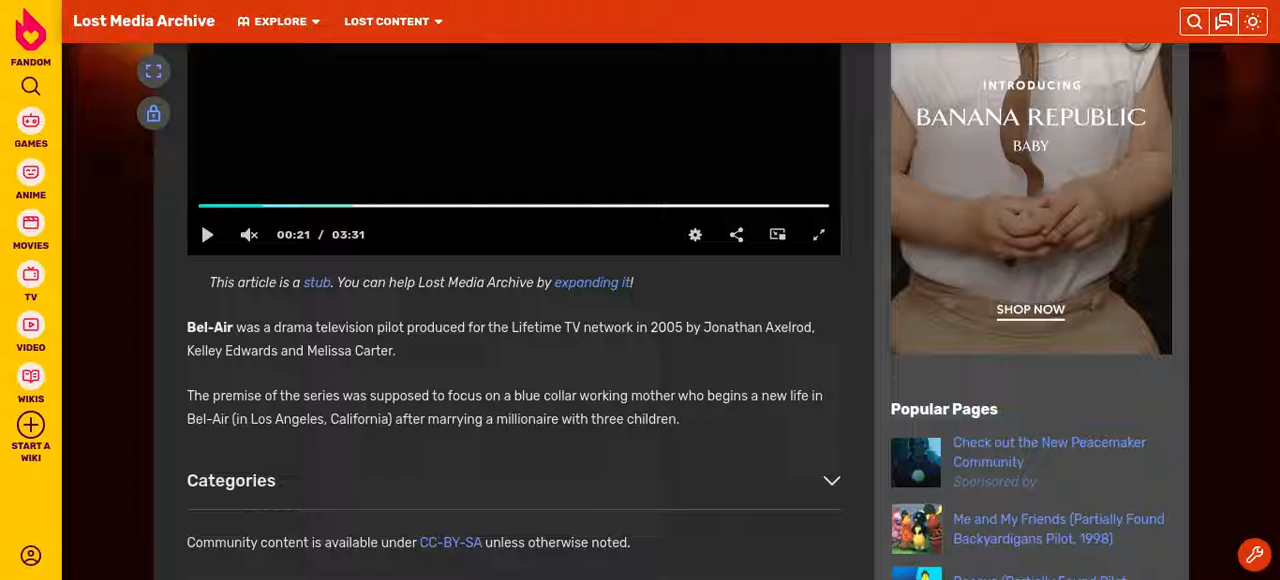 Lost Media Archive
EXPLORE
LOST CONTENT
FANDOM
GAMES
ANIME
MOVIES
TV
VIDEO
WIKIS
START A
WIKI
00:21 / 03:31
This article is a stub. You can help Lost Media Archive by expanding it!
Bel-Air was a drama television pilot produced for the Lifetime TV network in 2005 by Jonathan Axelrod,
Kelley Edwards and Melissa Carter.
The premise of the series was supposed to focus on a blue collar working mother who begins a new life in
Bel-Air (in Los Angeles, California) after marrying a millionaire with three children.
Categories
Community content is available under CC-BY-SA unless otherwise noted.
INTRODUCING
BANANA REPUBLIC
BABY
SHOP NOW
Popular Pages
Check out the New Peacemaker
Community
Sponsored by
Me and My Friends (Partially Found
Backyardigans Pilot, 1998)